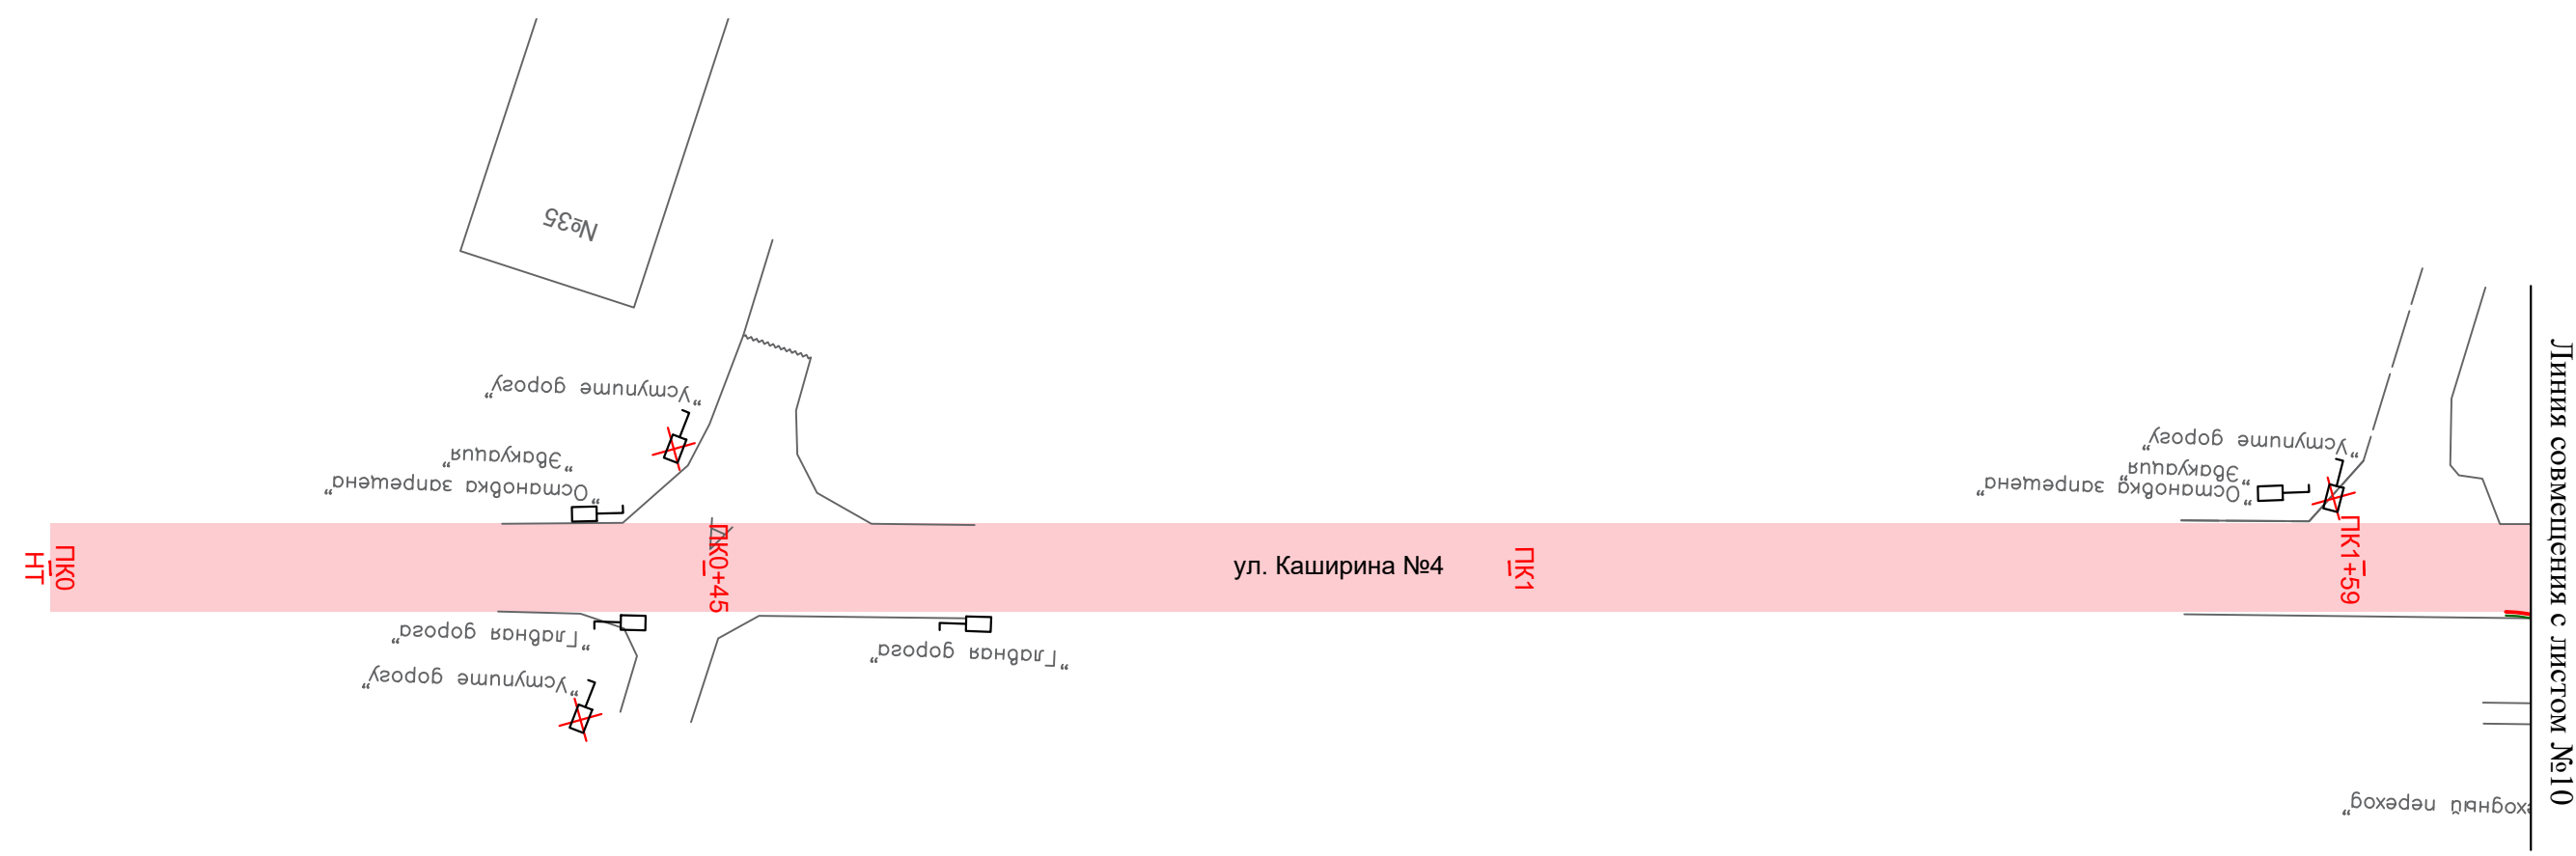 №35
"Уступите дорогу"
"Эвакуация"
"Остановка запрещена"
"Уступите дорогу"
"Эвакуация"
"Остановка запрещена"
НТ
ПК0
ПК0+45
ул. Каширина №4
ПК1
ПК1+59
"Главная дорога"
"Главная дорога"
"Уступите дорогу"
ходный переход"
Линия совмещения с листом №10